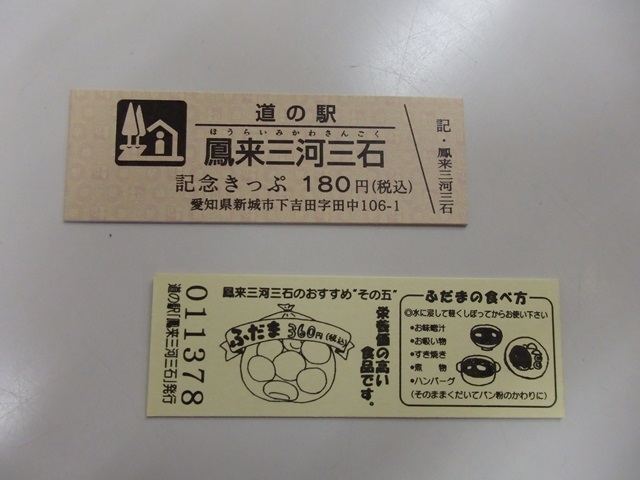 道の駅
ほうらいみかわさんごく
鳳来三河三石
記念きっぷ 180円(税込)
愛知県新城市下吉田字田中106-1
記・鳳来三河三石
鳳来三河三石のおすすめ"その五"
ふだま 360円(税込)
栄養価の高い
食品です。
道の駅「鳳来三河三石」発行
011378
ふだまの食べ方
◎水に浸して軽くしぼってからお使い下さい
•お味噌汁
•お吸い物
•すき焼き
•煮 物
•ハンバーグ
(そのままくだいてパン粉のかわりに)